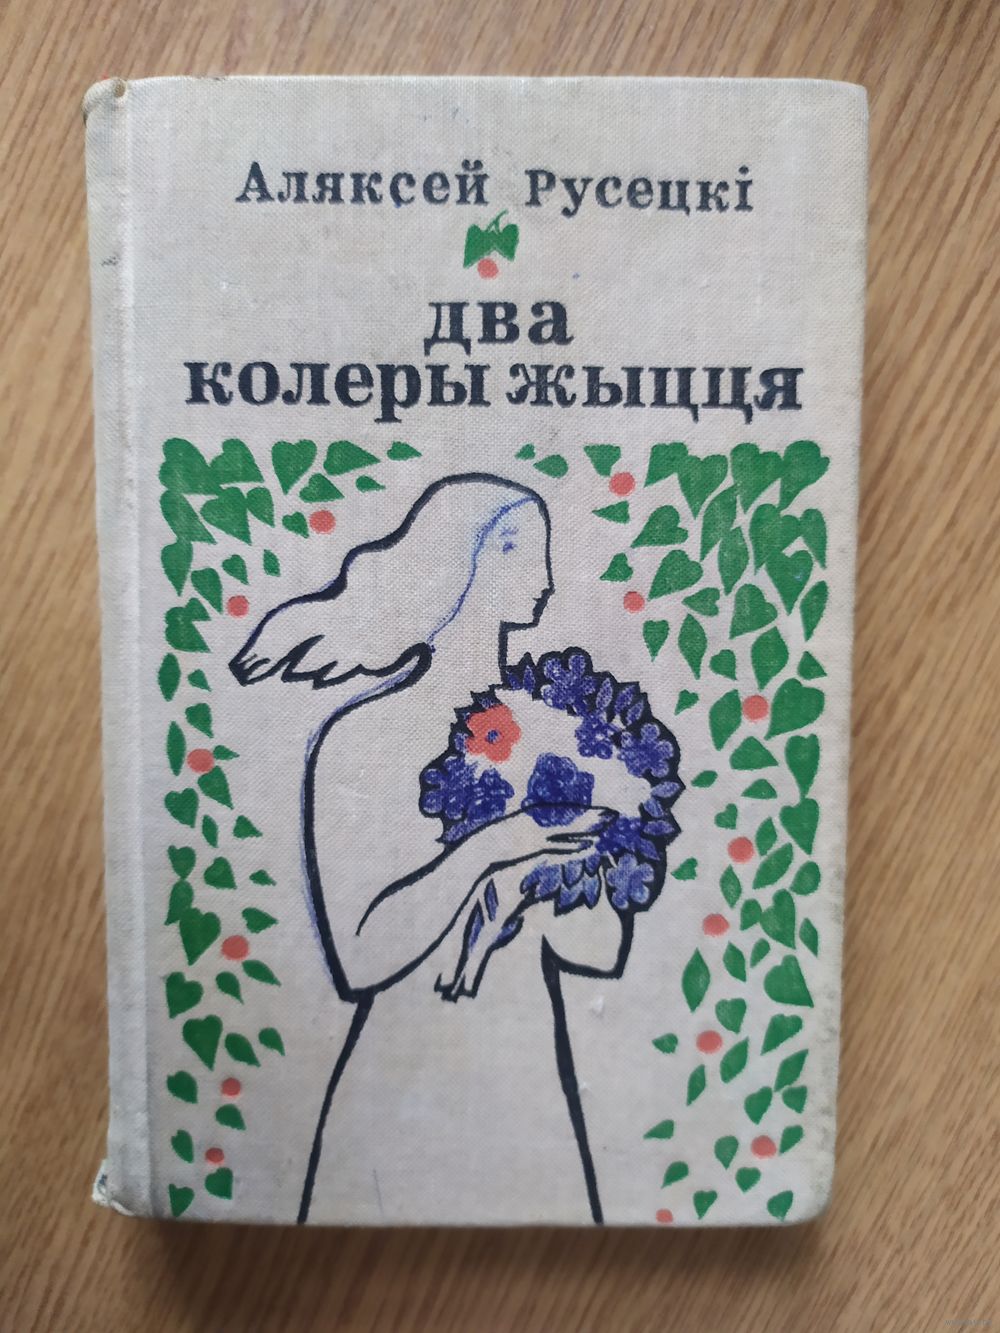 Аляксей Русецкі
два
колеры жыцця